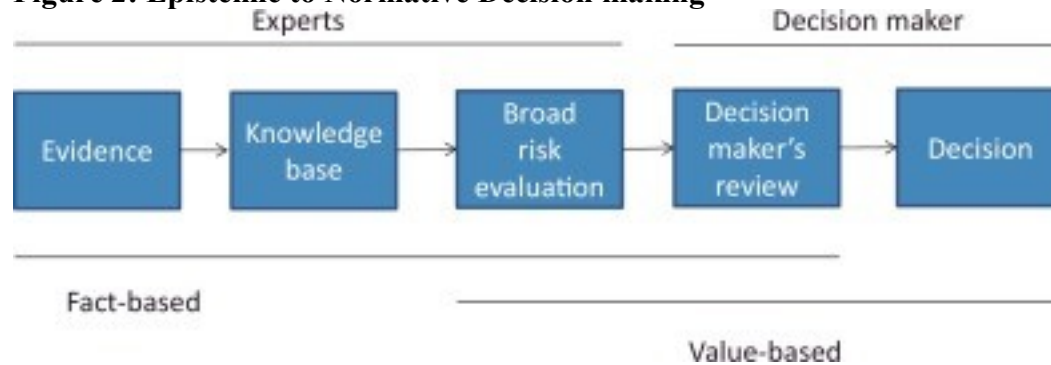 Figure 2: Epistemic to Normative Decision-making
Experts
Decision maker
Evidence
Knowledge
base
Broad
risk
evaluation
Decision
maker's
review
Decision
Fact-based
Value-based